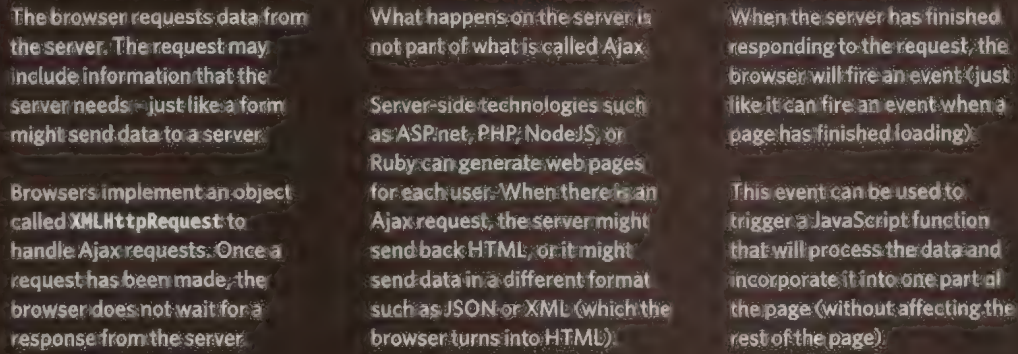 The browser requests data from
the server. The request may
include information that the
server needs - just like a form
might send data to a server.
Browsers implement an object
called XMLHttpRequest to
handle Ajax requests. Once a
request has been made, the
browser does not wait for a
response from the server
What happens on the server is
not part of what is called Ajax
Server-side technologies such
as ASP.net, PHP, NodeJS, or
Ruby can generate web pages
for each user. When there is an
Ajax request, the server might
send back HTML, or it might
send data in a different format
such as JSON or XML (which the
browser turns into HTML).
When the server has finished
responding to the request, the
browser will fire an event (just
like it can fire an event when a
page has finished loading).
This event can be used to
trigger a JavaScript function
that will process the data and
incorporate it into one part of
the page (without affecting the
rest of the page).